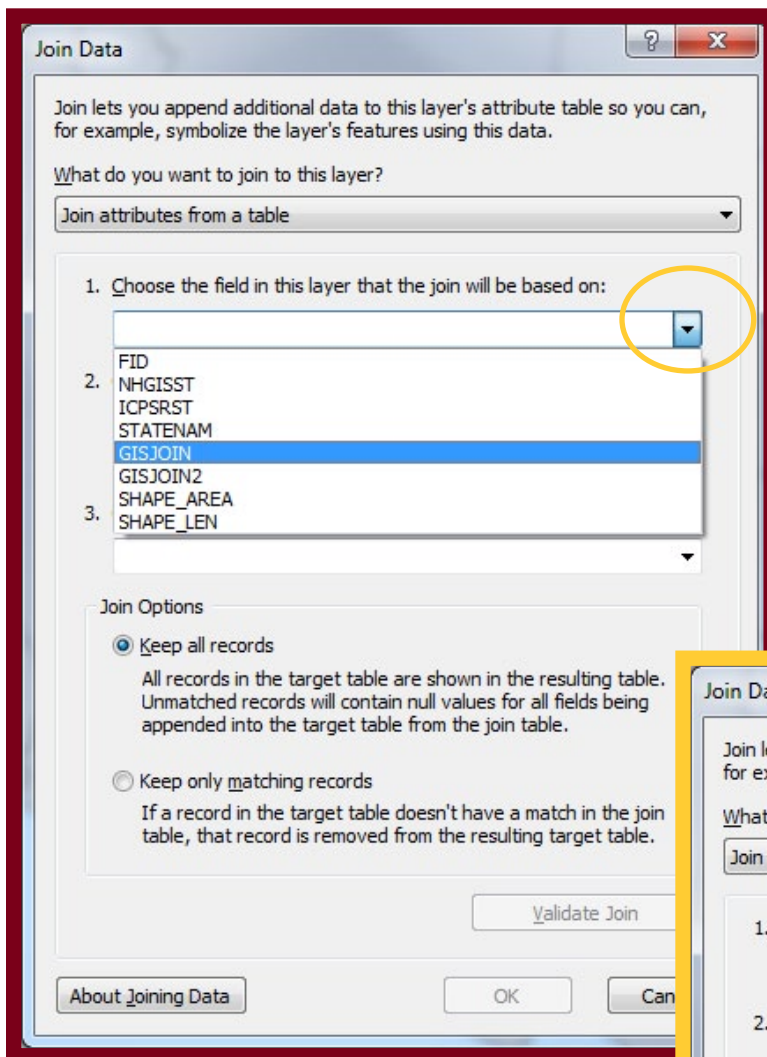 Join Data
Join lets you append additional data to this layer's attribute table so you can,
for example, symbolize the layer's features using this data.
What do you want to join to this layer?
Join attributes from a table
1. Choose the field in this layer that the join will be based on:
FID
2. NHGISST
ICPSRST
STATENAM
GISJOIN
GISJOIN2
SHAPE_AREA
3. SHAPE_LEN
Join Options
Keep all records
All records in the target table are shown in the resulting table.
Unmatched records will contain null values for all fields being
appended into the target table from the join table.
Keep only matching records
If a record in the target table doesn't have a match in the join
table, that record is removed from the resulting target table.
Validate Join
About Joining Data
OK
Can
Join Da
Join l
for e
What
Join
1.
2.